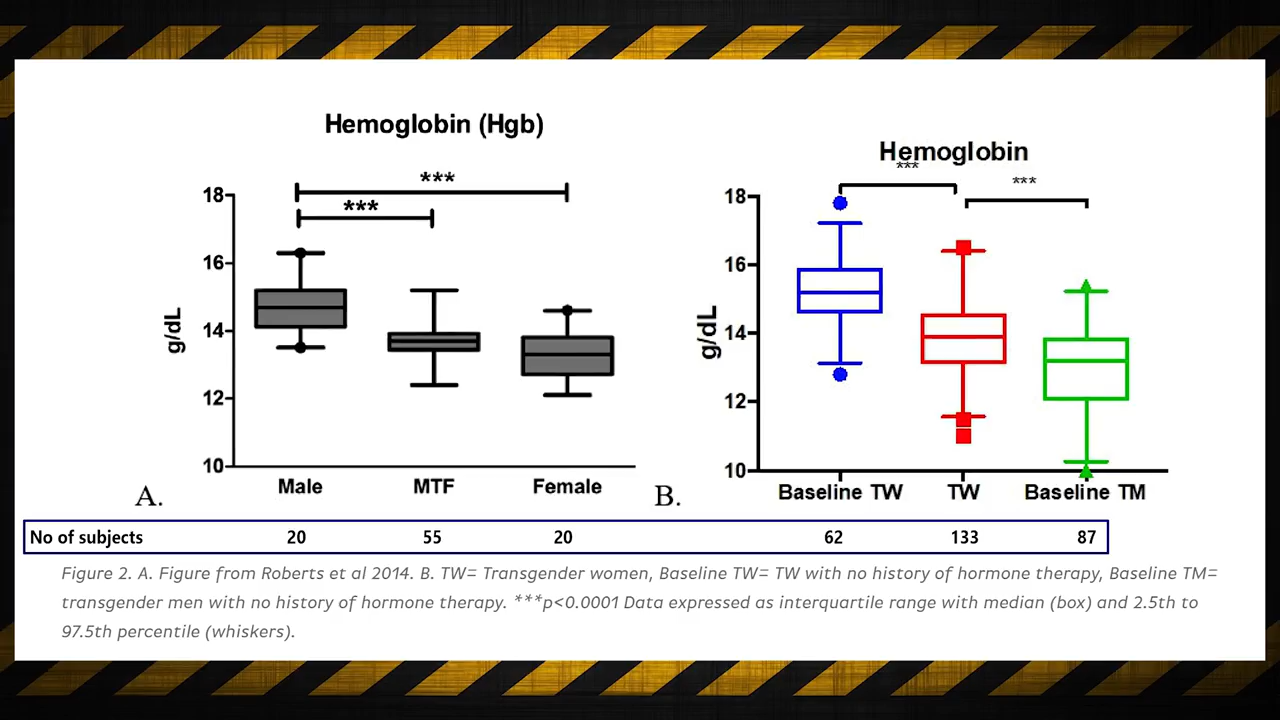 Hemoglobin (Hgb)
***
***
18
16
14
12
10
g/dL
Male MTF Female
A.
Hemoglobin
***
***
18
16
14
12
10
g/dL
Baseline TW TW Baseline TM
B.
No of subjects 20 55 20 62 133 87
Figure 2. A. Figure from Roberts et al 2014. B. TW= Transgender women, Baseline TW= TW with no history of hormone therapy, Baseline TM=
transgender men with no history of hormone therapy. ***p<0.0001 Data expressed as interquartile range with median (box) and 2.5th to
97.5th percentile (whiskers).